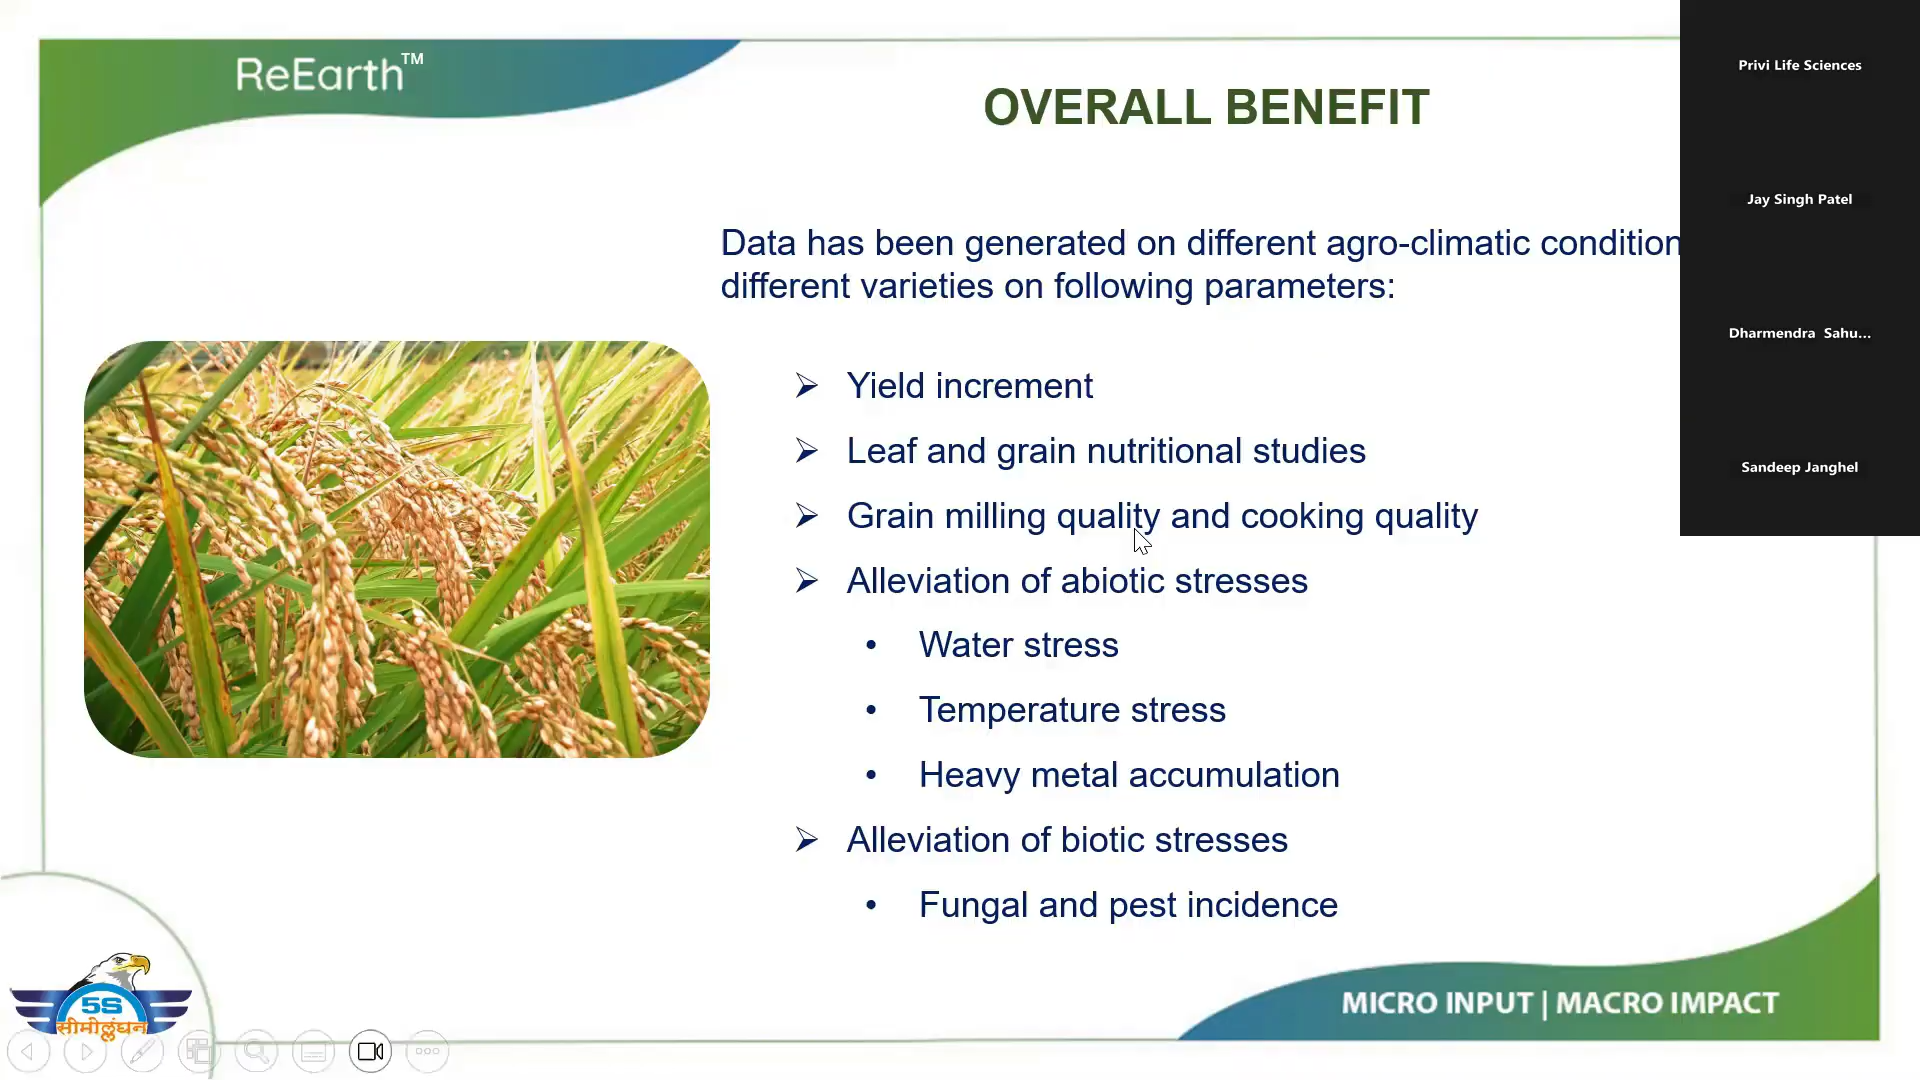 ReEarth™
OVERALL BENEFIT
Data has been generated on different agro-climatic condition
different varieties on following parameters:
➢ Yield increment
➢ Leaf and grain nutritional studies
➢ Grain milling quality and cooking quality
➢ Alleviation of abiotic stresses
• Water stress
• Temperature stress
• Heavy metal accumulation
➢ Alleviation of biotic stresses
• Fungal and pest incidence
Privi Life Sciences
Jay Singh Patel
Dharmendra Sahu...
Sandeep Janghel
5S
सीमोल्लंघन
MICRO INPUT | MACRO IMPACT